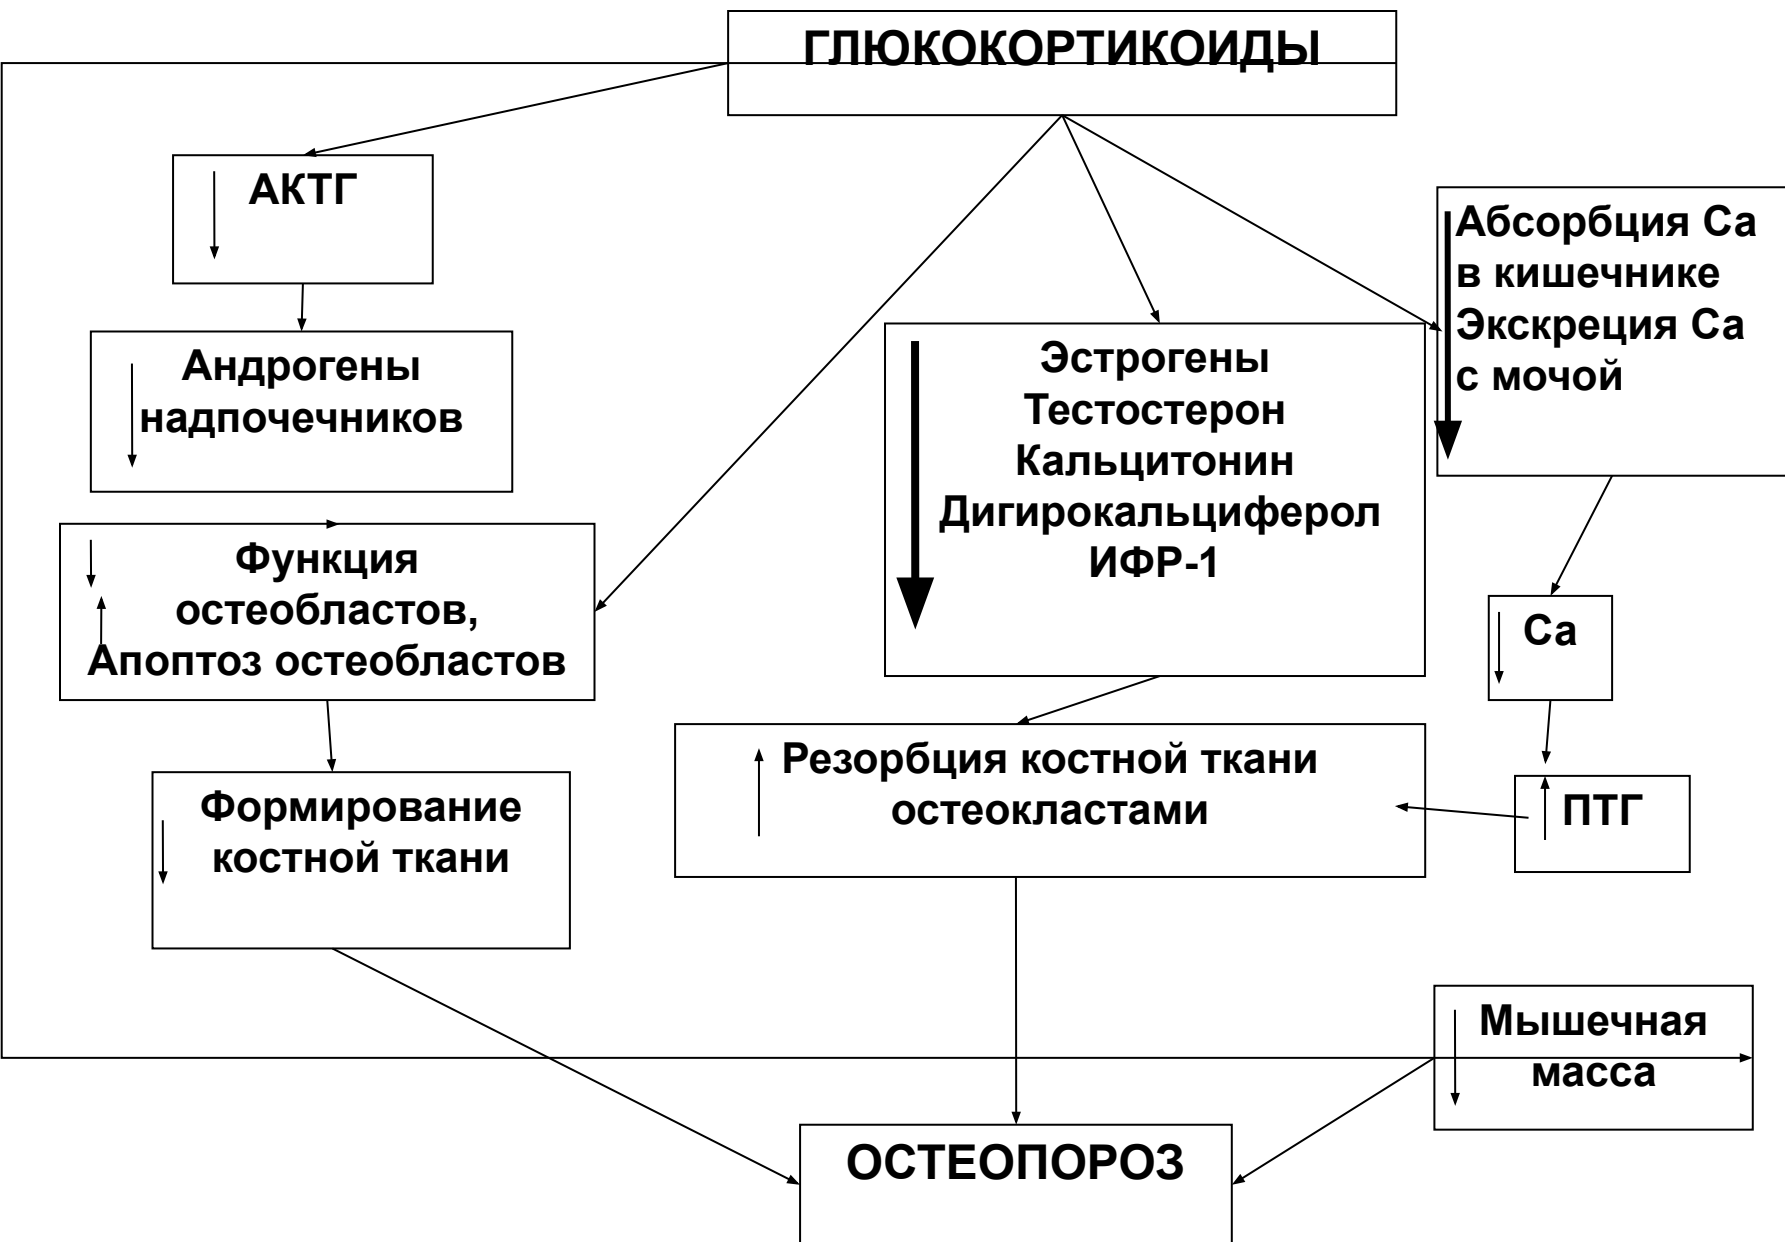 ГЛЮКОКОРТИКОИДЫ
АКТГ
Андрогены
надпочечников
Функция
остеобластов,
Апоптоз остеобластов
Формирование
костной ткани
Эстрогены
Тестостерон
Кальцитонин
Дигирокальциферол
ИФР-1
Абсорбция Са
в кишечнике
Экскреция Са
с мочой
Са
ПТГ
Резорбция костной ткани
остеокластами
Мышечная
масса
ОСТЕОПОРОЗ